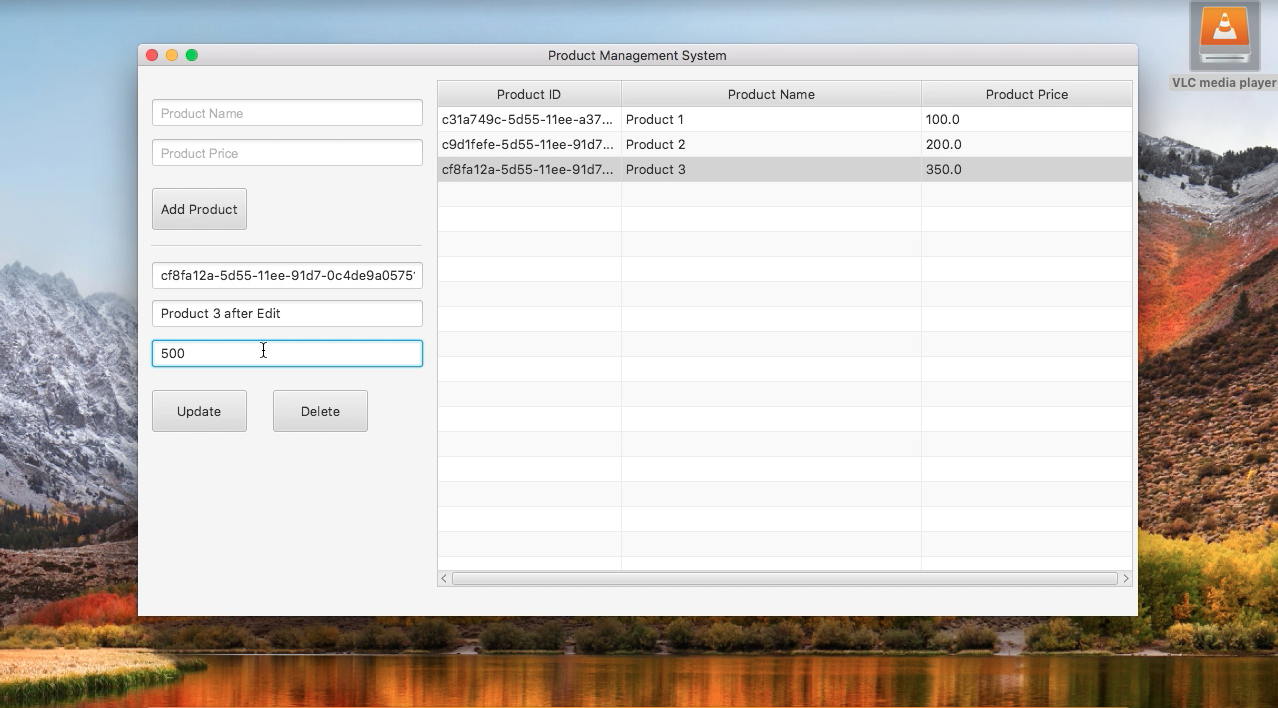 VLC media player
Product Management System
Product Name
Product Price
Add Product
cf8fa12a-5d55-11ee-91d7-0c4de9a0575
Product 3 after Edit
500
Update Delete
Product ID Product Name Product Price
c31a749c-5d55-11ee-a37... Product 1 100.0
c9d1fefe-5d55-11ee-91d7... Product 2 200.0
cf8fa12a-5d55-11ee-91d7... Product 3 350.0